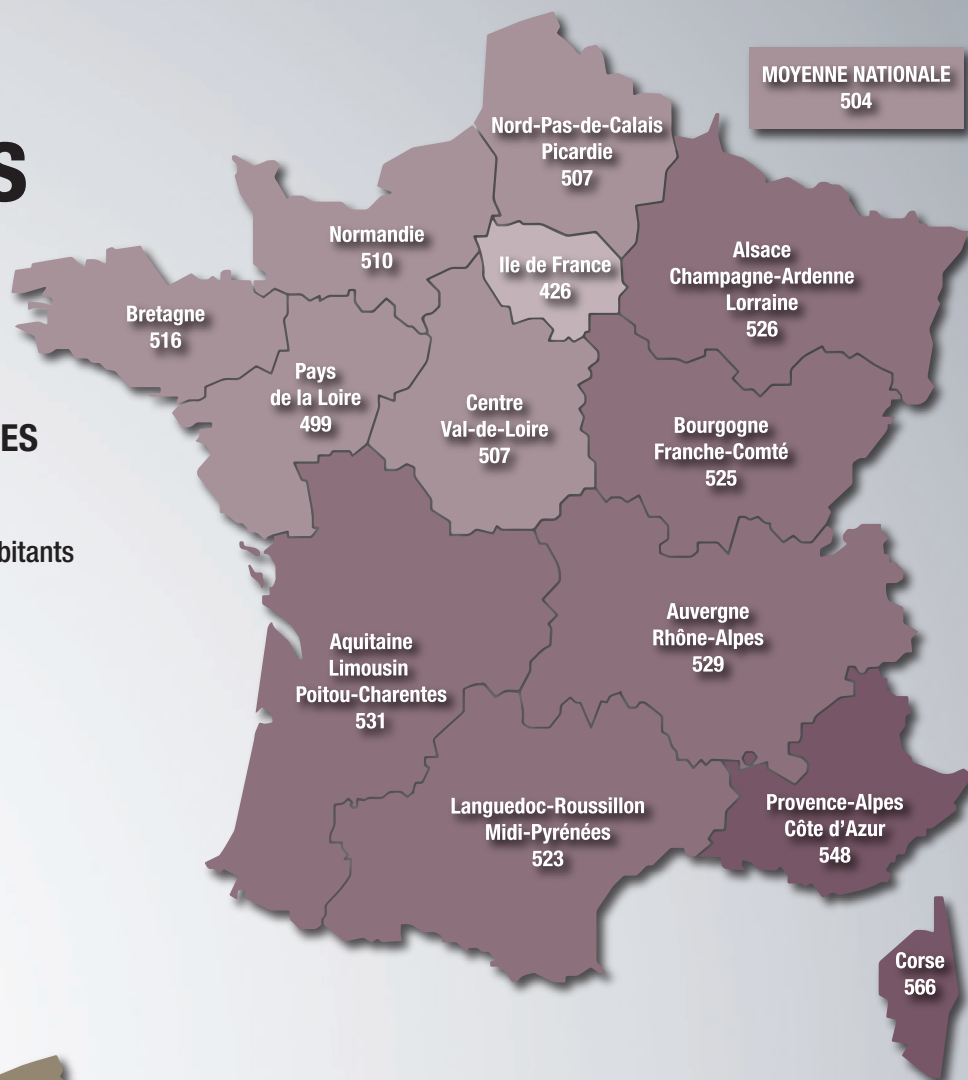 MOYENNE NATIONALE
504
S
Nord-Pas-de-Calais
Picardie
507
Normandie
510
Ile de France
426
Alsace
Champagne-Ardenne
Lorraine
526
Bretagne
516
Pays
de la Loire
499
Centre
Val-de-Loire
507
Bourgogne
Franche-Comté
525
ES
bitants
Auvergne
Rhône-Alpes
529
Aquitaine
Limousin
Poitou-Charentes
531
Languedoc-Roussillon
Midi-Pyrénées
523
Provence-Alpes
Côte d'Azur
548
Corse
566